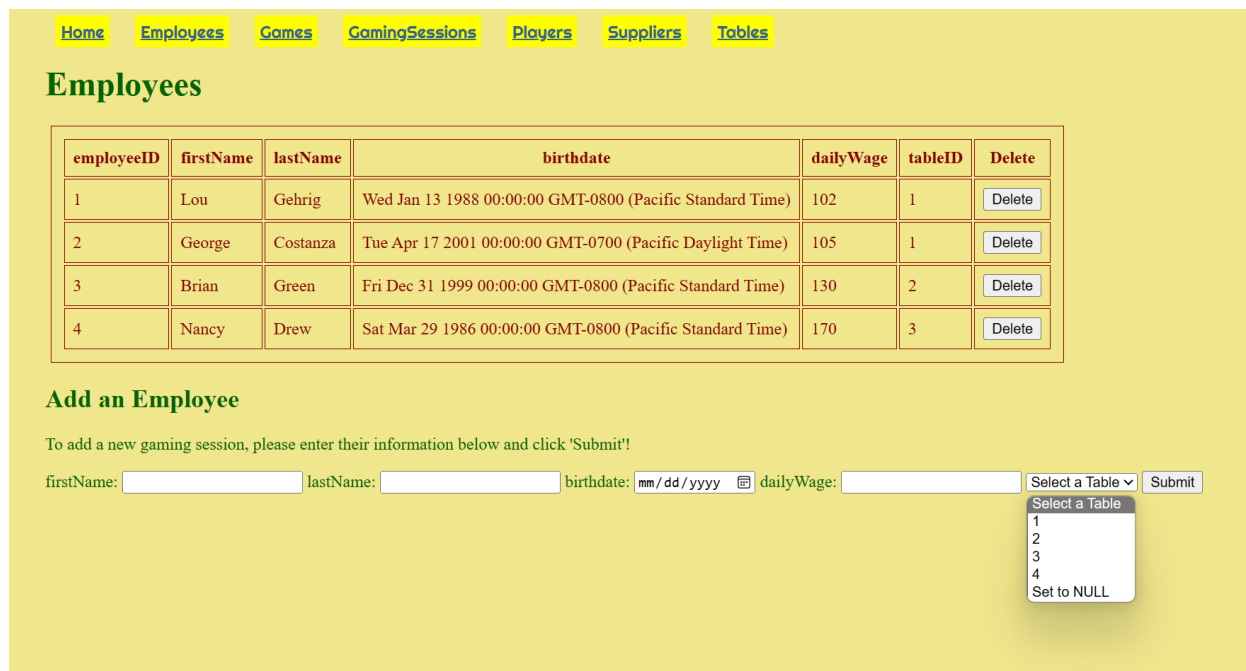 Home Employees Games GamingSessions Players Suppliers Tables
Employees
employeeID firstName lastName birthdate dailyWage tableID Delete
1 Lou Gehrig Wed Jan 13 1988 00:00:00 GMT-0800 (Pacific Standard Time) 102 1 Delete
2 George Costanza Tue Apr 17 2001 00:00:00 GMT-0700 (Pacific Daylight Time) 105 1 Delete
3 Brian Green Fri Dec 31 1999 00:00:00 GMT-0800 (Pacific Standard Time) 130 2 Delete
4 Nancy Drew Sat Mar 29 1986 00:00:00 GMT-0800 (Pacific Standard Time) 170 3 Delete
Add an Employee
To add a new gaming session, please enter their information below and click 'Submit'!
firstName: lastName: birthdate: mm/dd/yyyy dailyWage: Select a Table Submit
Select a Table
1
2
3
4
Set to NULL